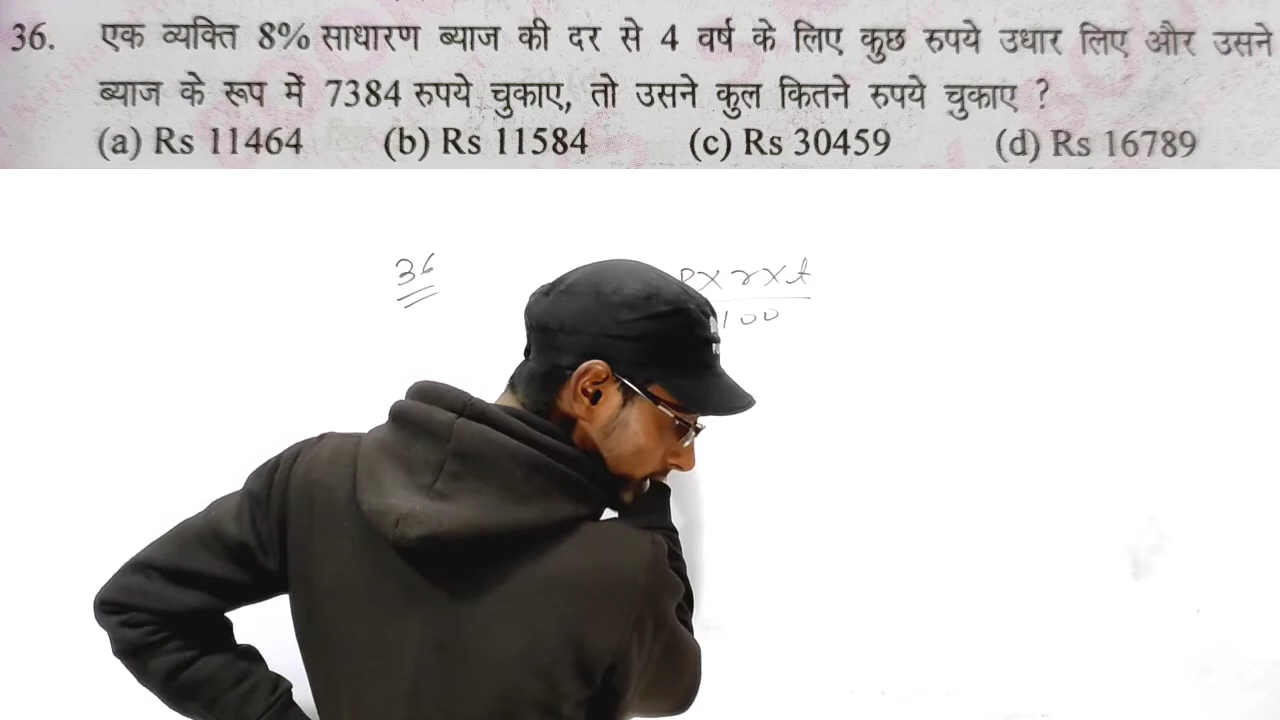 36. एक व्यक्ति 8% साधारण ब्याज की दर से 4 वर्ष के लिए कुछ रुपये उधार लिए और उसने
ब्याज के रूप में 7384 रुपये चुकाए, तो उसने कुल कितने रुपये चुकाए ?
(a) Rs 11464 (b) Rs 11584 (c) Rs 30459 (d) Rs 16789
36
P×r×t
100